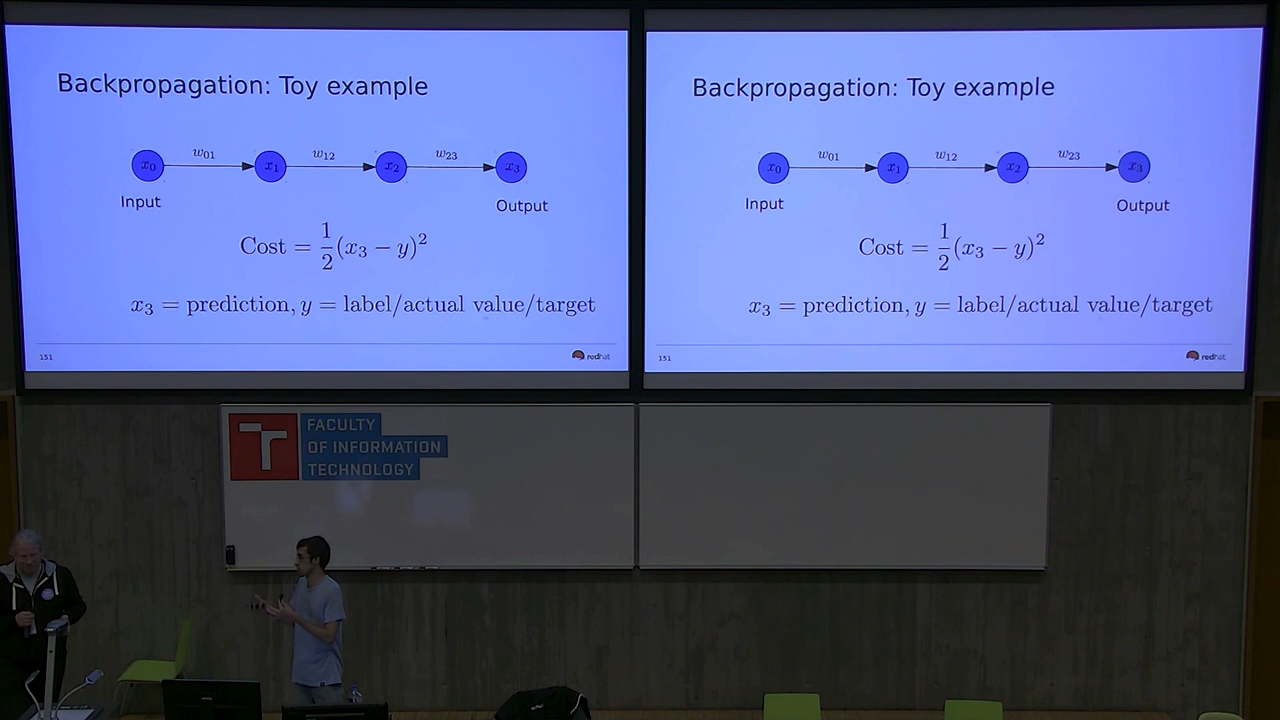 Backpropagation: Toy example
x₀ w₀₁ x₁ w₁₂ x₂ w₂₃ x₃
Input Output
Cost = 1/2 (x₃ − y)²
x₃ = prediction, y = label/actual value/target
151 redhat
Backpropagation: Toy example
x₀ w₀₁ x₁ w₁₂ x₂ w₂₃ x₃
Input Output
Cost = 1/2 (x₃ − y)²
x₃ = prediction, y = label/actual value/target
151 redhat
T FACULTY
OF INFORMATION
TECHNOLOGY